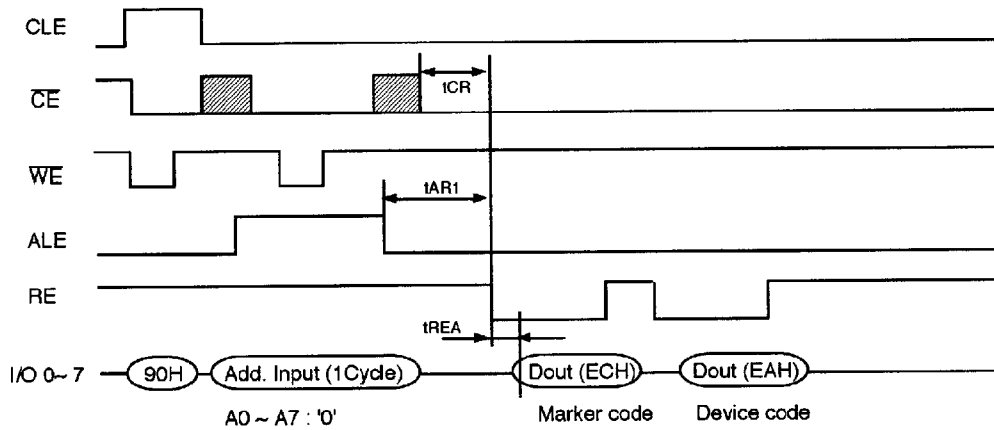 CLE
CE
tCR
WE
tAR1
ALE
RE
tREA
I/O 0~7
90H
Add. Input (1Cycle)
Dout (ECH)
Dout (EAH)
A0 ~ A7 : '0'
Marker code
Device code